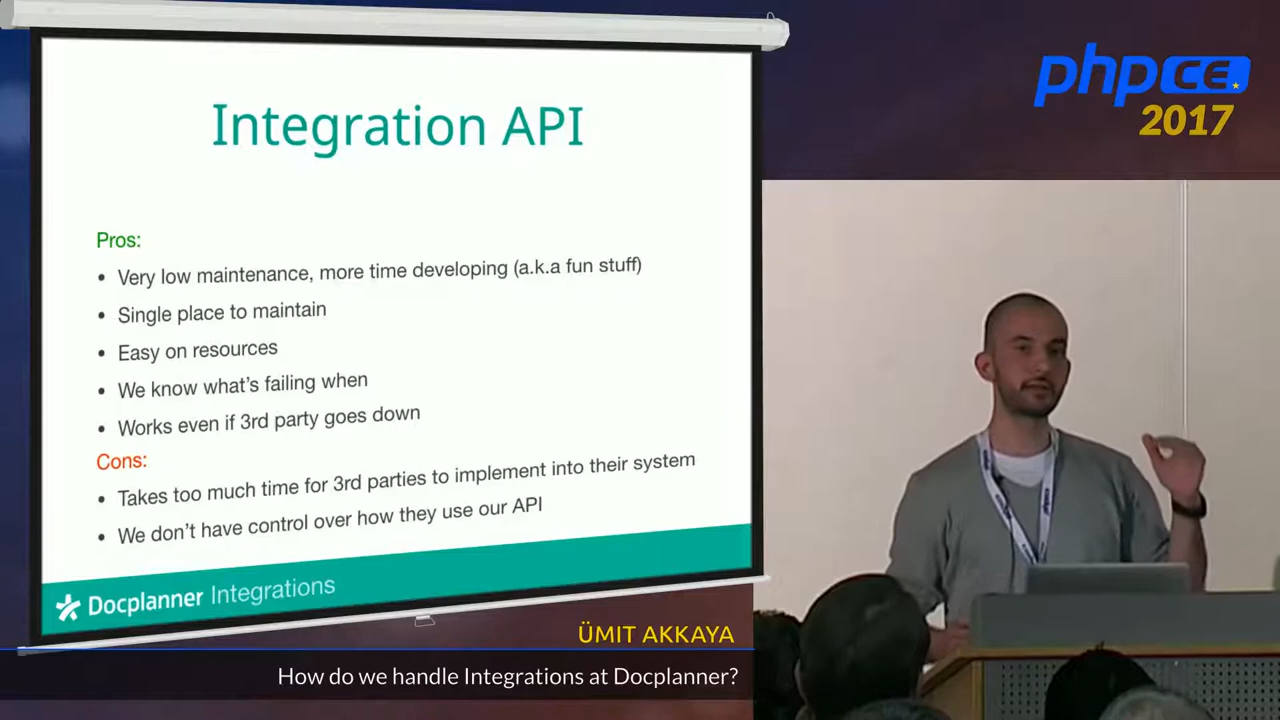 Integration API
Pros:
• Very low maintenance, more time developing (a.k.a fun stuff)
• Single place to maintain
• Easy on resources
• We know what's failing when
• Works even if 3rd party goes down
Cons:
• Takes too much time for 3rd parties to implement into their system
• We don't have control over how they use our API
Docplanner Integrations
phpCE
2017
ÜMIT AKKAYA
How do we handle Integrations at Docplanner?